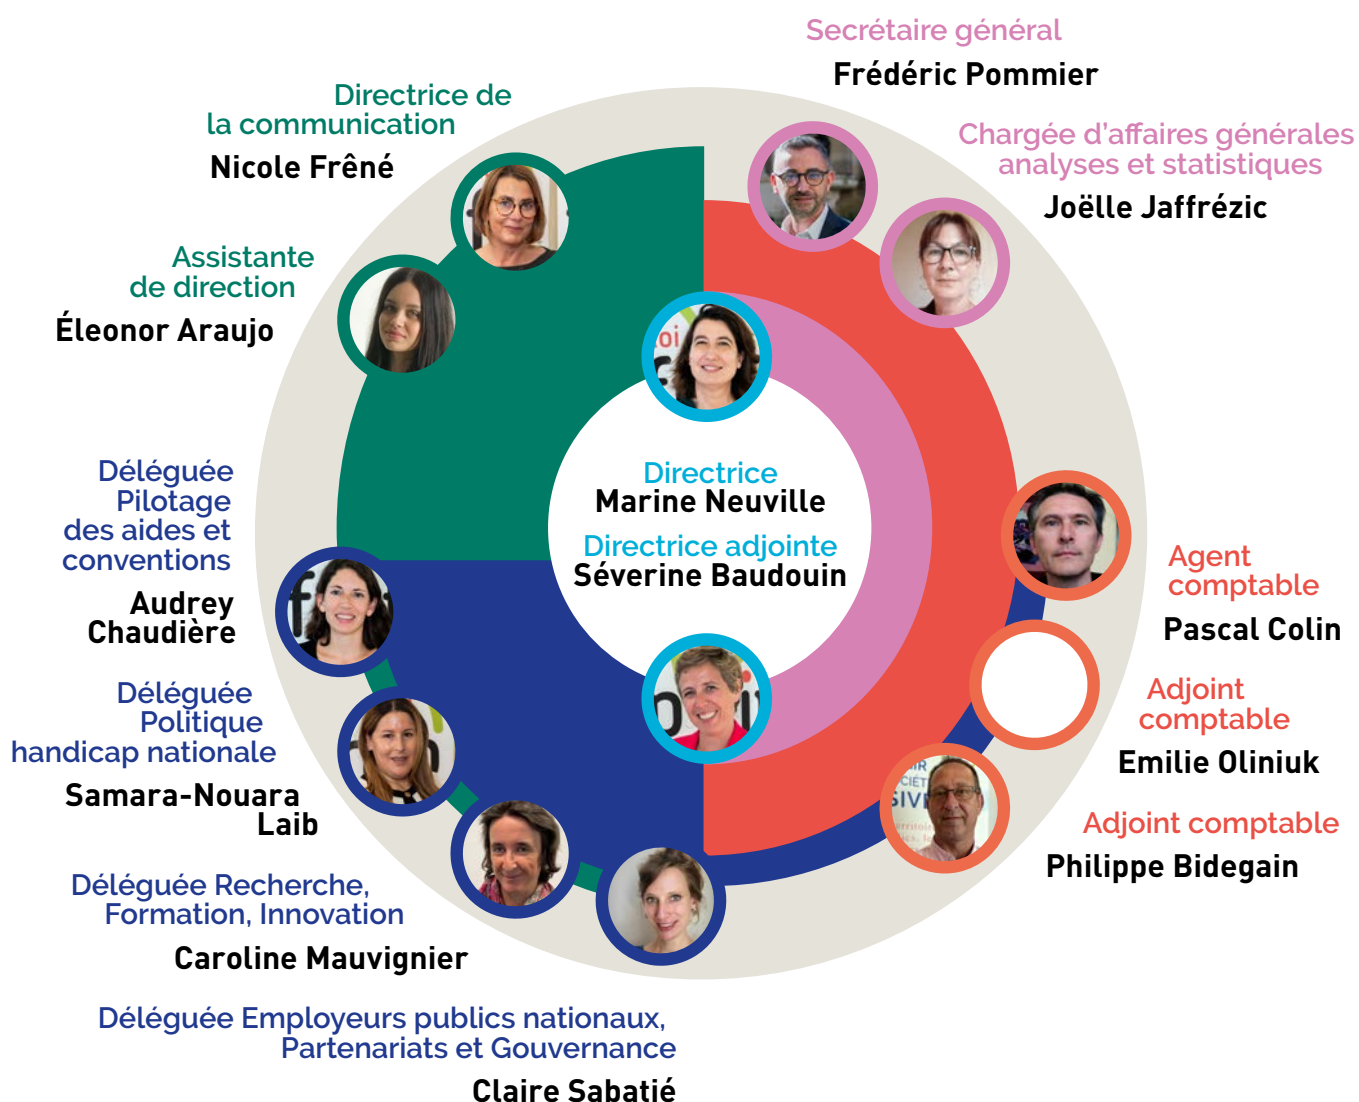 Secrétaire général
Frédéric Pommier
Chargée d’affaires générales
analyses et statistiques
Joëlle Jaffrézic
Directrice de
la communication
Nicole Frêné
Assistante
de direction
Éleonor Araujo
Directrice
Marine Neuville
Directrice adjointe
Séverine Baudouin
Déléguée
Pilotage
des aides et
conventions
Audrey
Chaudière
Déléguée
Politique
handicap nationale
Samara-Nouara
Laib
Déléguée Recherche,
Formation, Innovation
Caroline Mauvignier
Déléguée Employeurs publics nationaux,
Partenariats et Gouvernance
Claire Sabatié
Agent
comptable
Pascal Colin
Adjoint
comptable
Emilie Oliniuk
Adjoint comptable
Philippe Bidegain